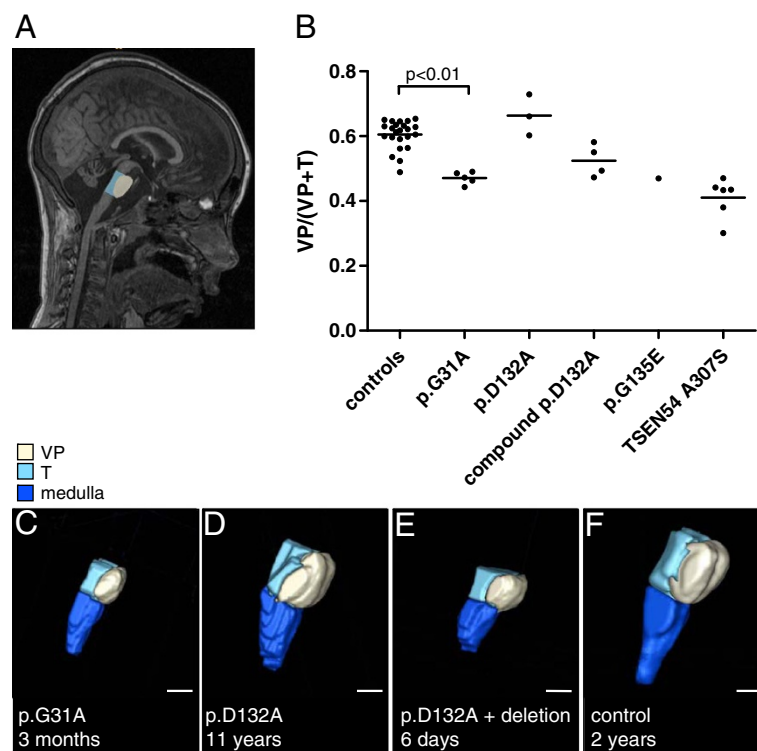 A
B
p<0.01
VP/(VP+T)
0.8
0.6
0.4
0.2
0.0
controls
p.G31A
p.D132A
compound p.D132A
p.G135E
TSEN54 A307S
VP
T
medulla
C
D
E
F
p.G31A
3 months
p.D132A
11 years
p.D132A + deletion
6 days
control
2 years